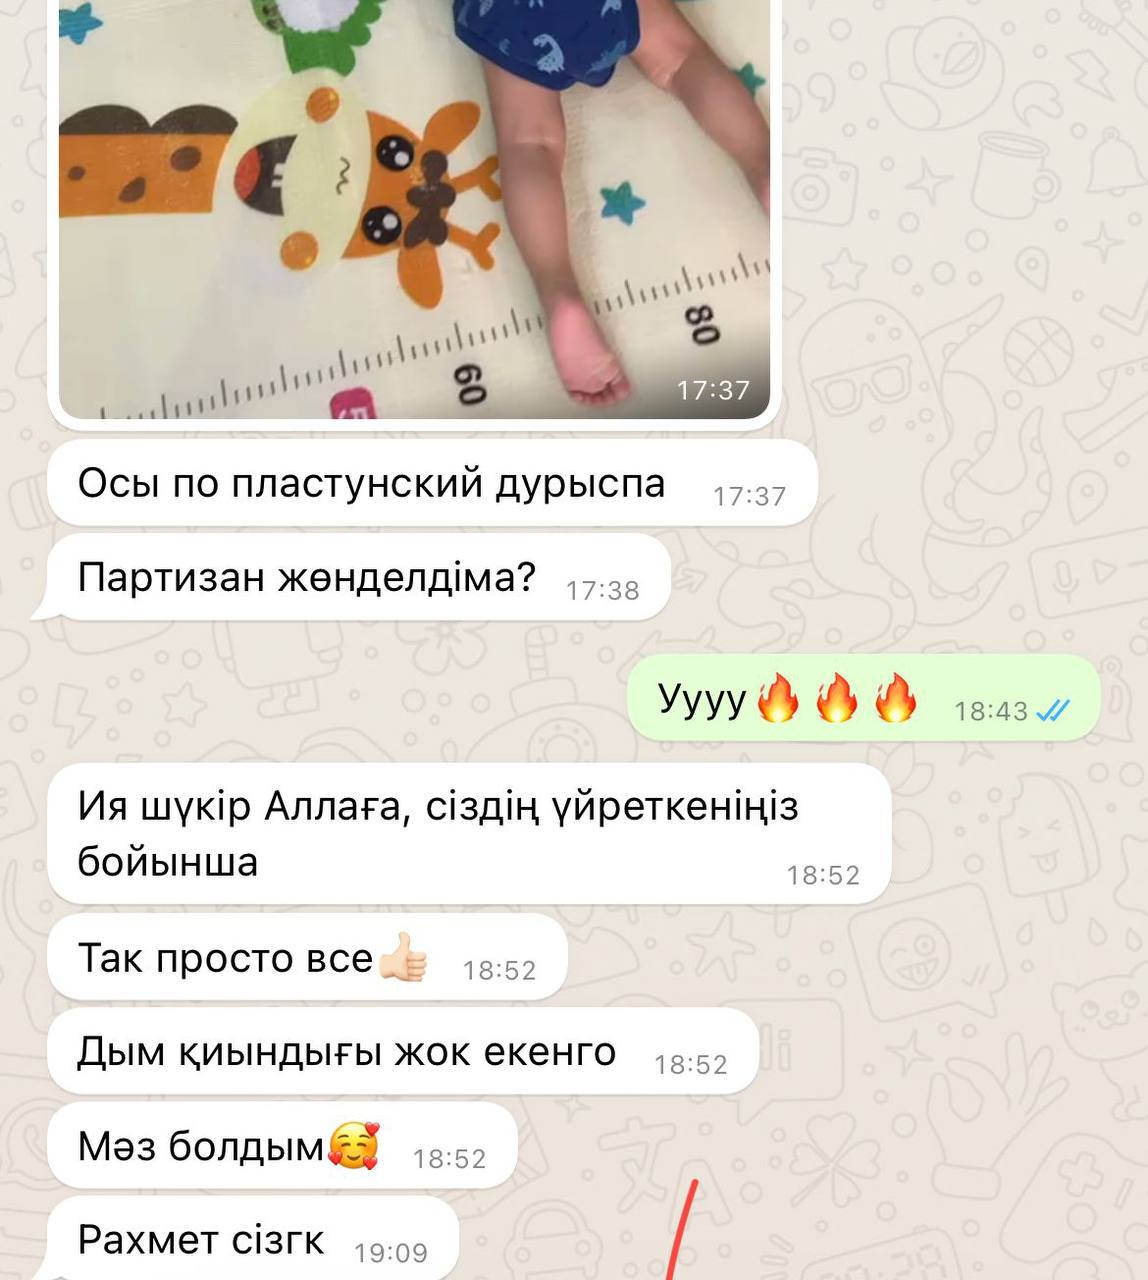 60
80
17:37
Осы по пластунский дурыспа 17:37
Партизан жөнделдіма? 17:38
Уууу🔥🔥🔥 18:43
Ия шүкір Аллаға, сіздің үйреткеніңіз
бойынша 18:52
Так просто все👍🏻 18:52
Дым қиындығы жок екенго 18:52
Мәз болдым🥰 18:52
Рахмет сізгк 19:09